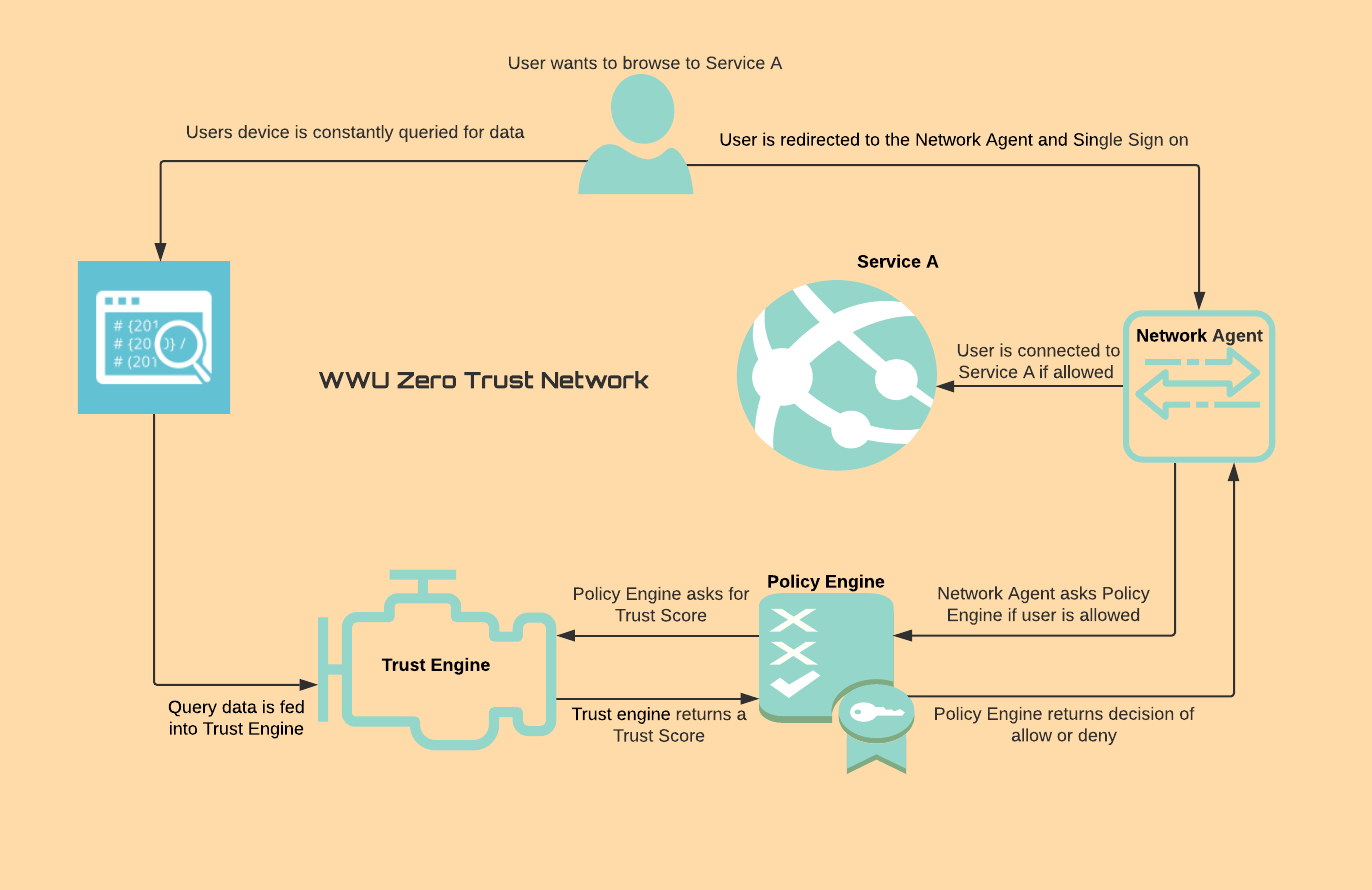 User wants to browse to Service A
Users device is constantly queried for data
User is redirected to the Network Agent and Single Sign on
Service A
# {201
# {20 0} /
# (201
Network Agent
User is connected to
Service A if allowed
WWU Zero Trust Network
Policy Engine
Policy Engine asks for
Trust Score
Network Agent asks Policy
Engine if user is allowed
Trust Engine
Query data is fed
into Trust Engine
Trust engine returns a
Trust Score
Policy Engine returns decision of
allow or deny